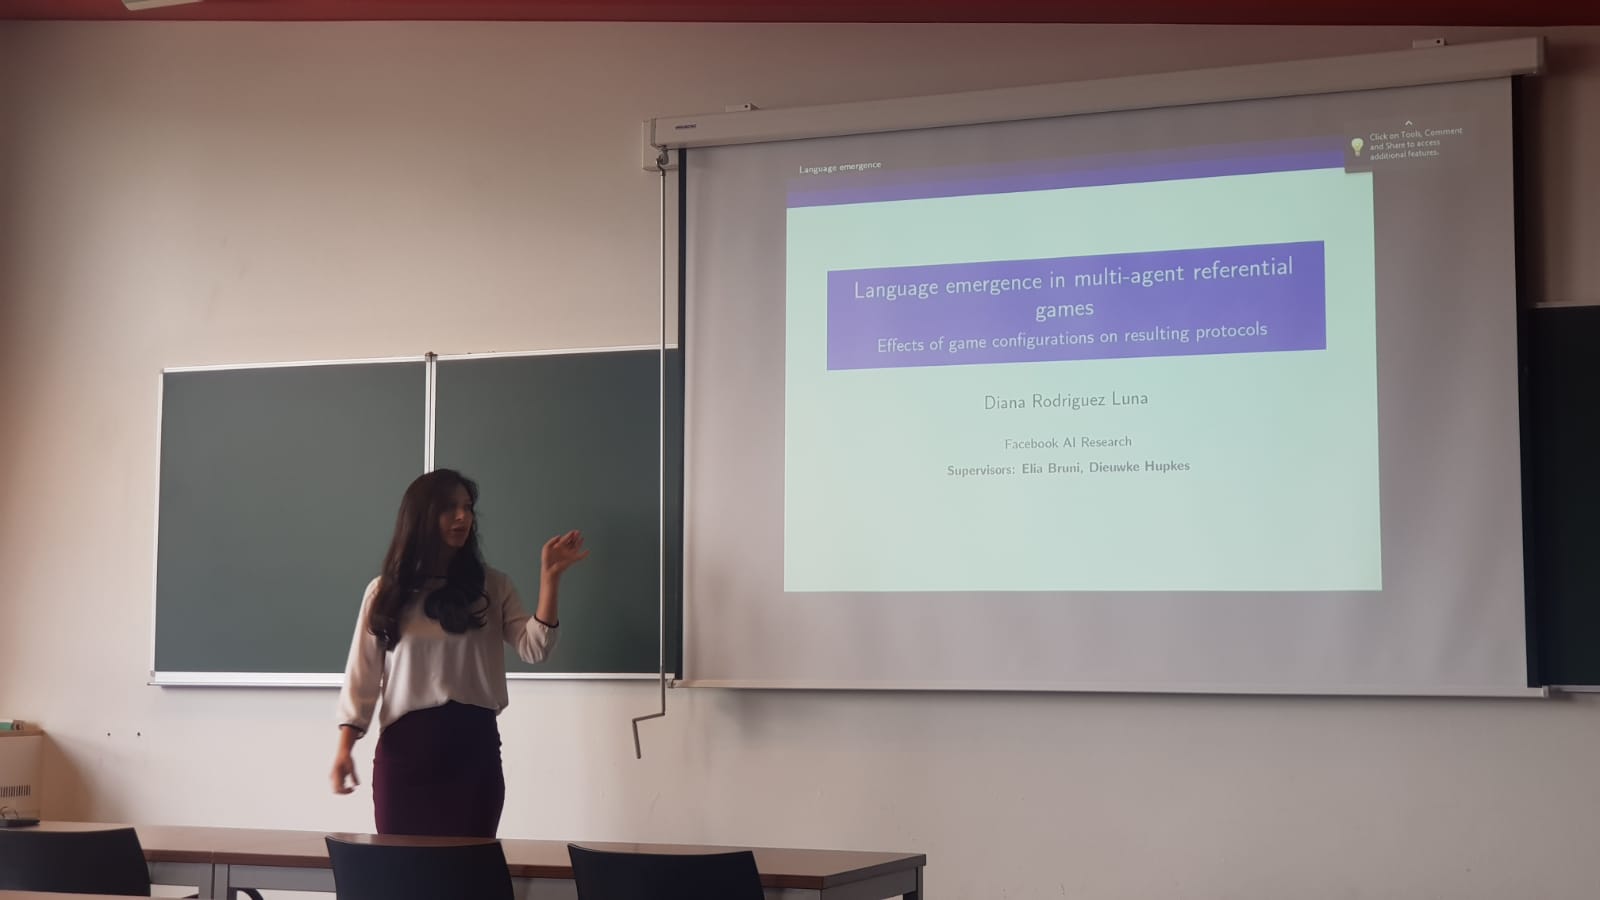 Language emergence
Click on Tools, Comment
and Share to access
additional features.
Language emergence in multi-agent referential
games
Effects of game configurations on resulting protocols
Diana Rodriguez Luna
Facebook AI Research
Supervisors: Elia Bruni, Dieuwke Hupkes